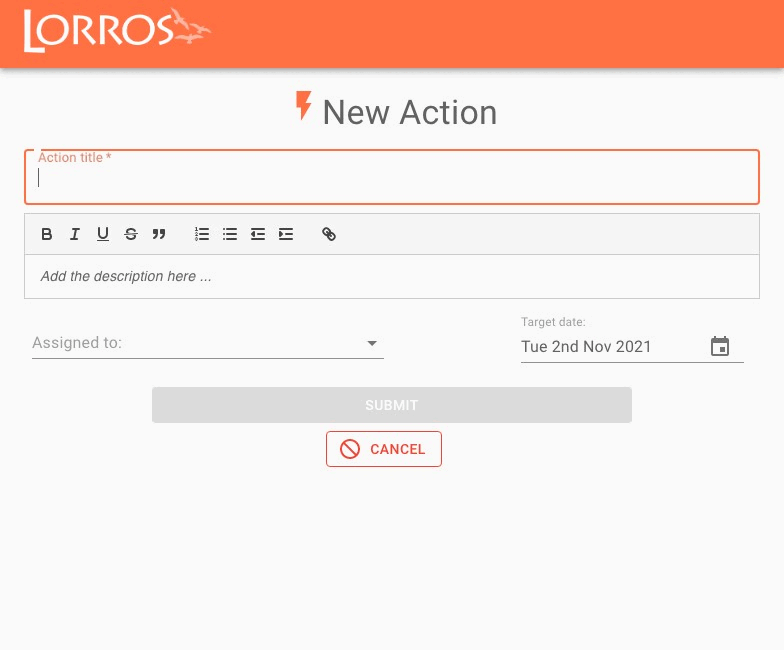 LORROS
New Action
Action title *
B I U S
Add the description here ...
Assigned to:
Target date:
Tue 2nd Nov 2021
SUBMIT
CANCEL